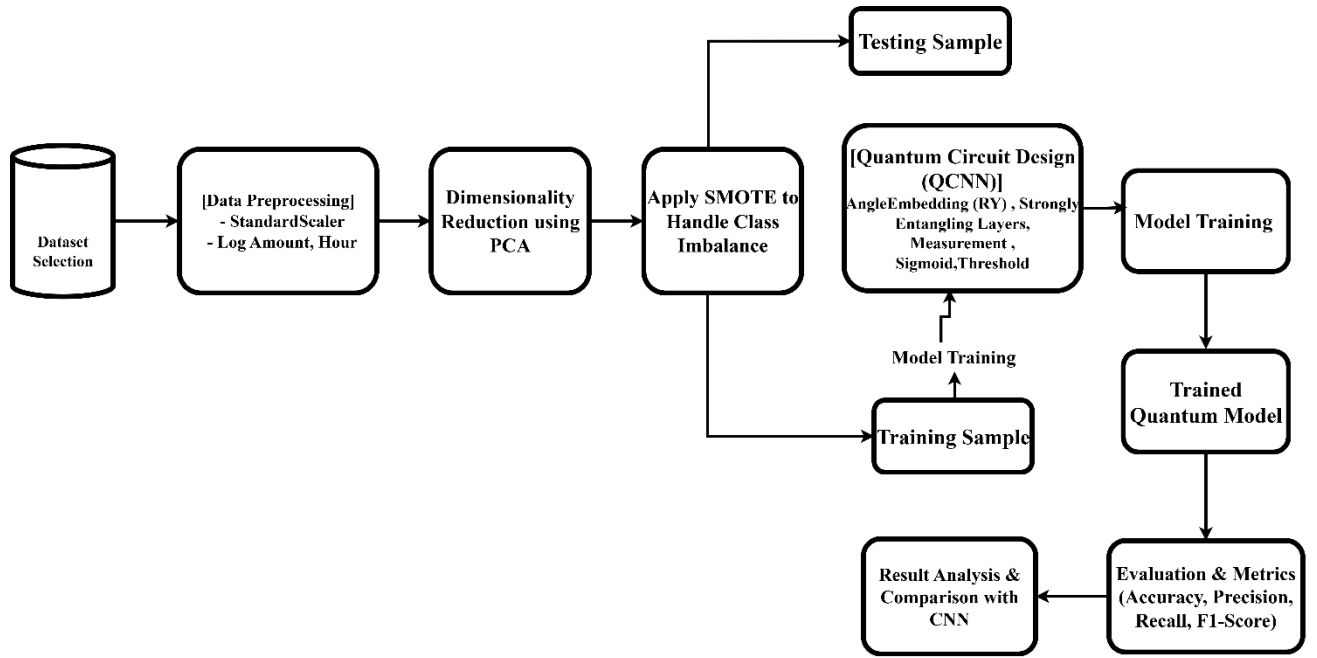 Dataset
Selection
[Data Preprocessing]
- StandardScaler
- Log Amount, Hour
Dimensionality
Reduction using
PCA
Apply SMOTE to
Handle Class
Imbalance
Testing Sample
[Quantum Circuit Design
(QCNN)]
AngleEmbedding (RY) , Strongly
Entangling Layers,
Measurement ,
Sigmoid,Threshold
Model Training
Training Sample
Model Training
Trained
Quantum Model
Evaluation & Metrics
(Accuracy, Precision,
Recall, F1-Score)
Result Analysis &
Comparison with
CNN